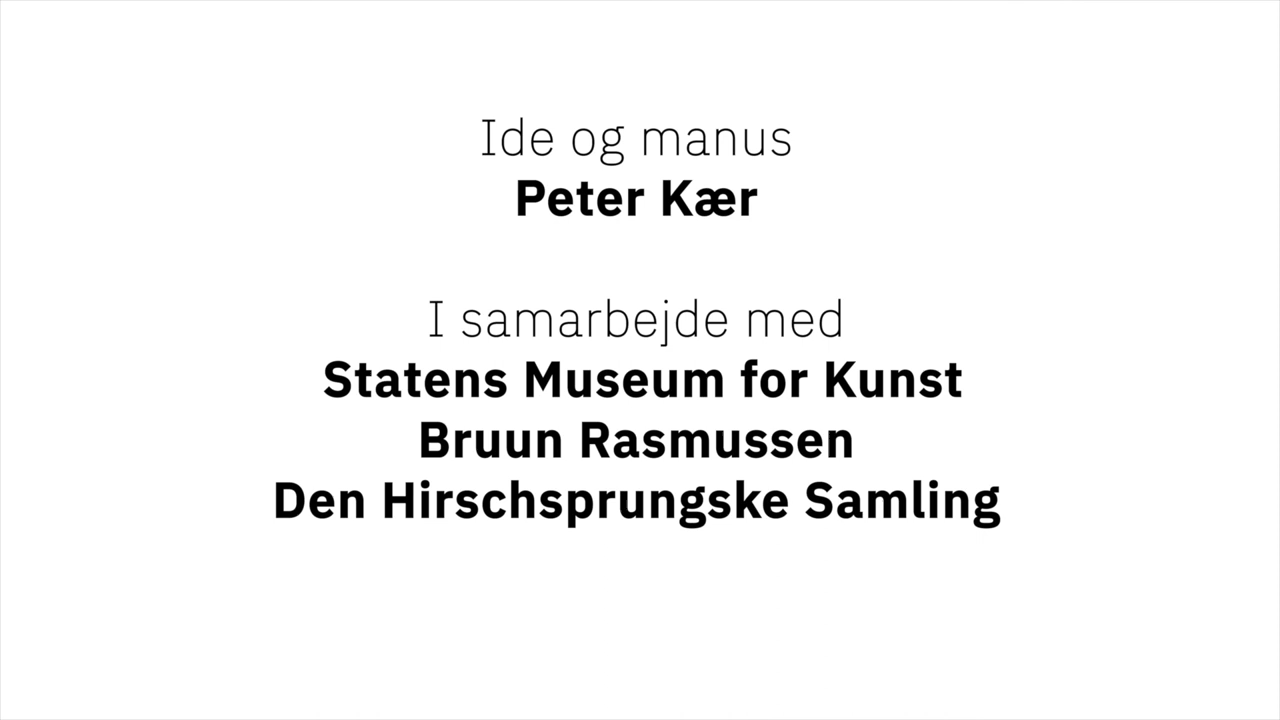 Ide og manus
Peter Kær
I samarbejde med
Statens Museum for Kunst
Bruun Rasmussen
Den Hirschsprungske Samling